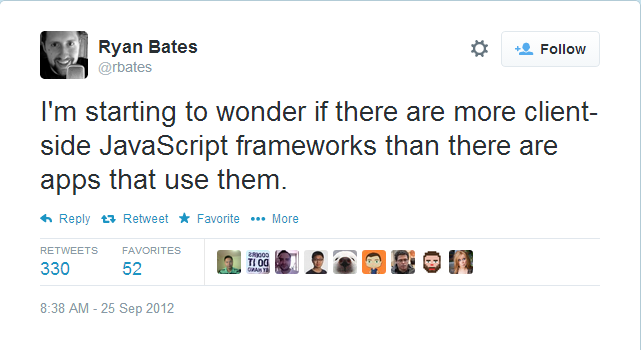 Ryan Bates
@rbates
Follow
I'm starting to wonder if there are more client-
side JavaScript frameworks than there are
apps that use them.
Reply Retweet Favorite More
RETWEETS FAVORITES
330 52
8:38 AM - 25 Sep 2012